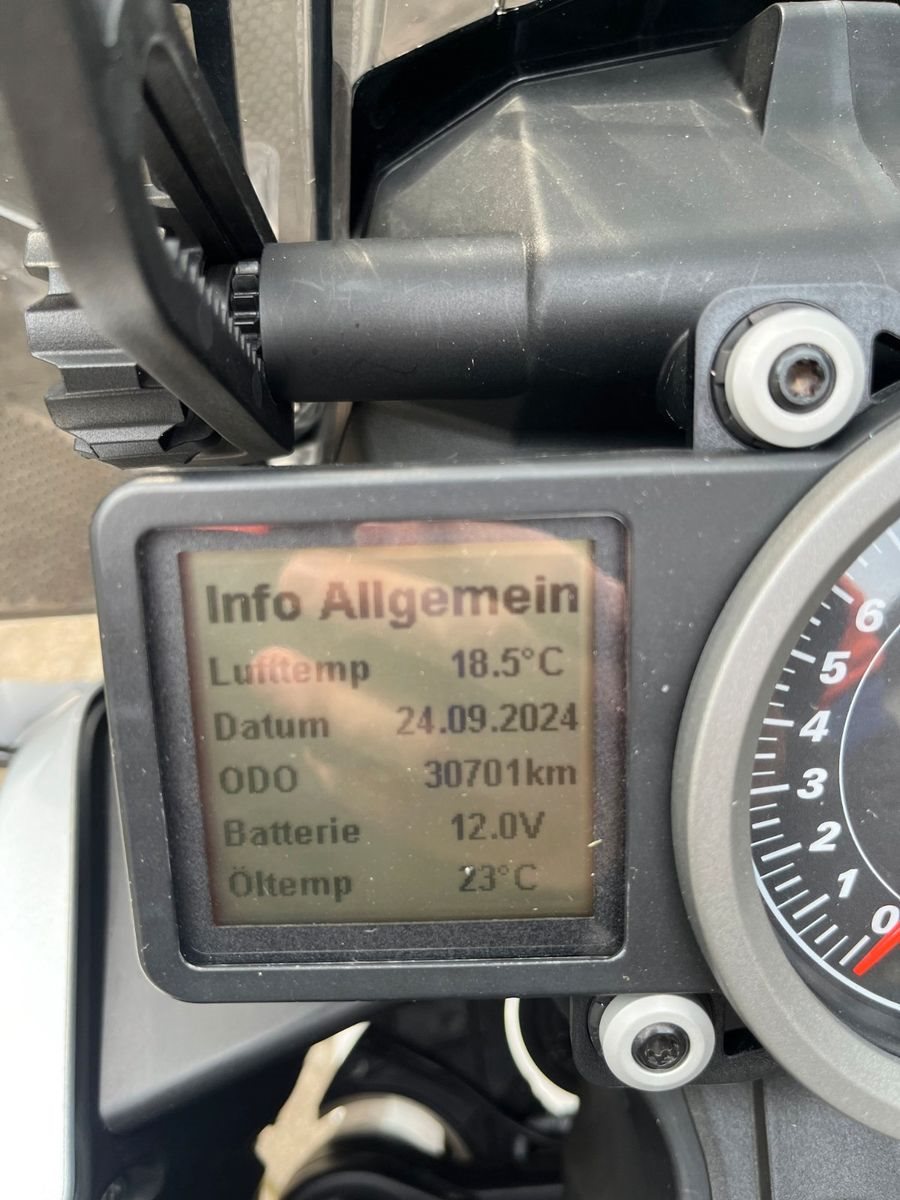 Info Allgemein
Lufttemp 18.5°C
Datum 24.09.2024
ODO 30701km
Batterie 12.0V
Öltemp 23°C
6
5
4
3
2
1
0